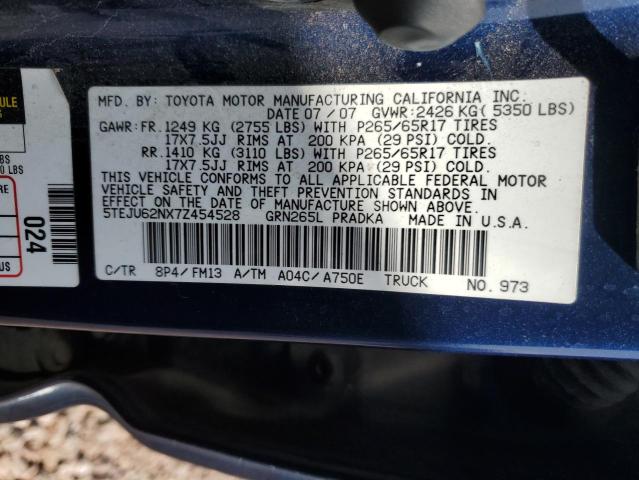 MFD. BY: TOYOTA MOTOR MANUFACTURING CALIFORNIA INC.
DATE 07/07 GVWR: 2426 KG( 5350 LBS)
GAWR: FR. 1249 KG (2755 LBS) WITH P265/65R17 TIRES
17X7.5JJ RIMS AT 200 KPA (29 PSI) COLD.
RR. 1410 KG (3110 LBS) WITH P265/65R17 TIRES
17X7.5JJ RIMS AT 200 KPA (29 PSI) COLD.
THIS VEHICLE CONFORMS TO ALL APPLICABLE FEDERAL MOTOR
VEHICLE SAFETY AND THEFT PREVENTION STANDARDS IN
EFFECT ON THE DATE OF MANUFACTURE SHOWN ABOVE.
5TEJU62NX7Z454528 GRN265L PRADKA MADE IN U.S.A.
C/TR 8P4/FM13 A/TM A04C/A750E TRUCK NO. 973
024